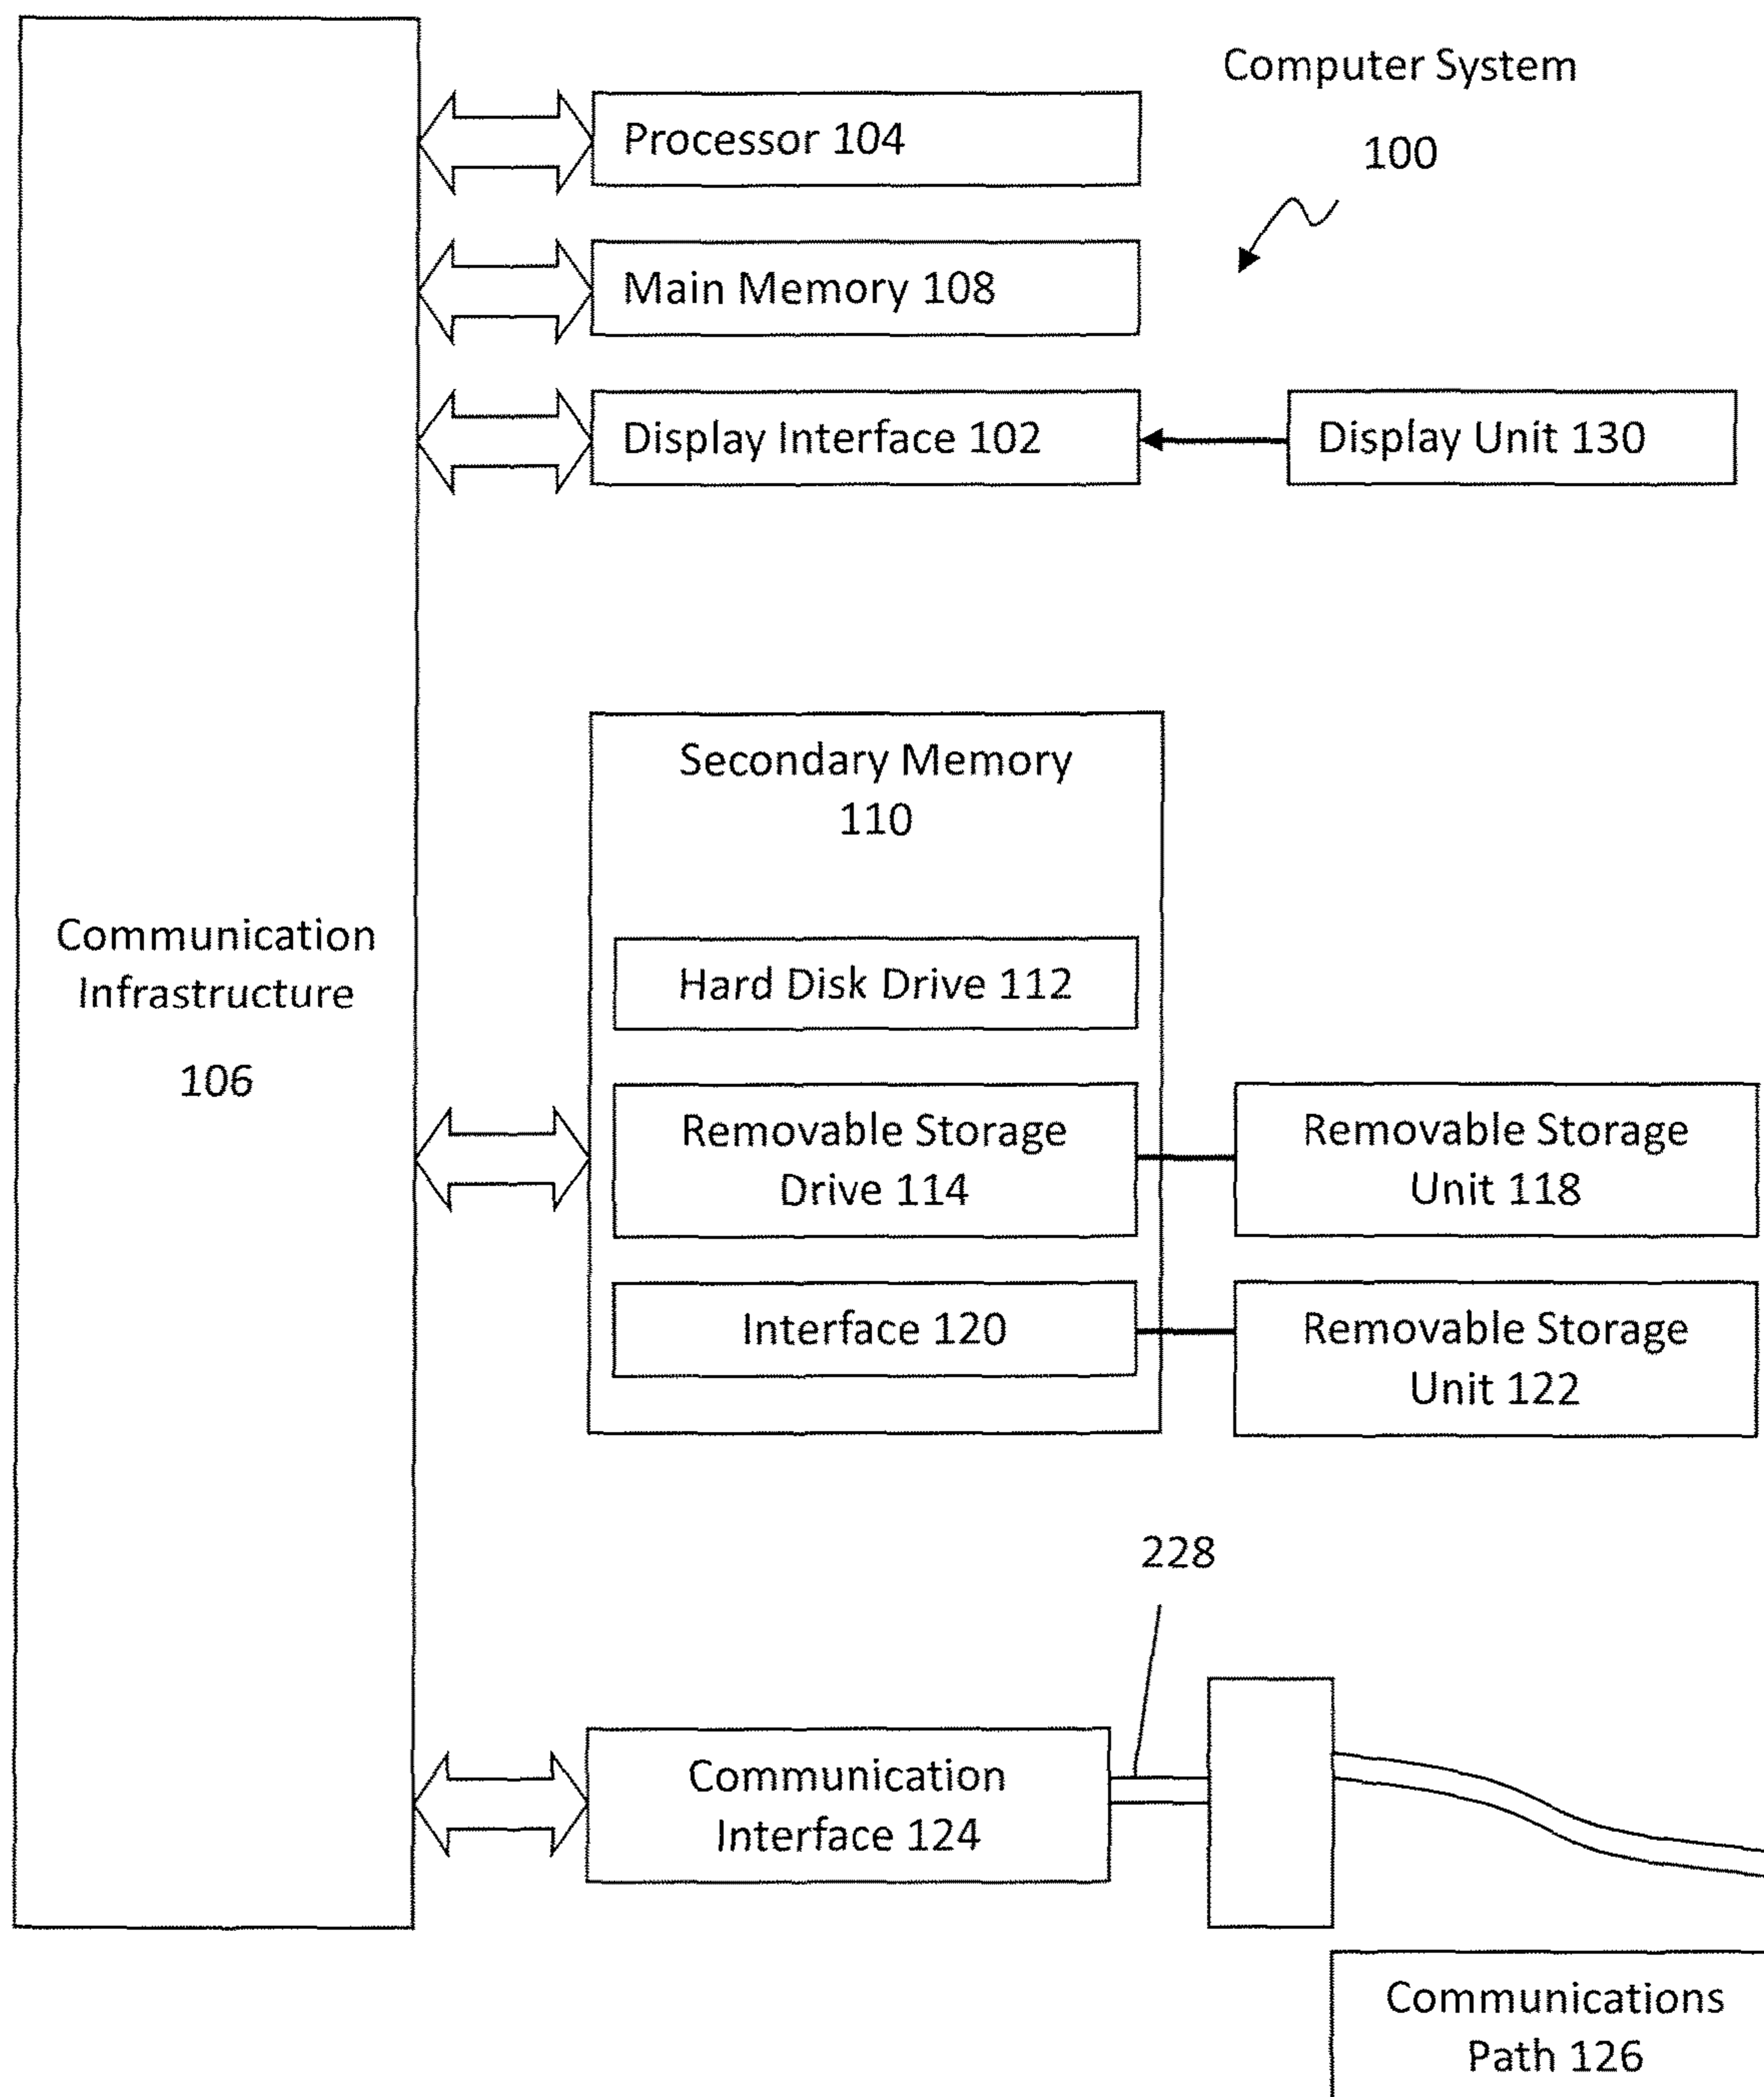 Computer System
100
Processor 104
Main Memory 108
Display Interface 102
Display Unit 130
Communication
Infrastructure
106
Secondary Memory
110
Hard Disk Drive 112
Removable Storage
Drive 114
Removable Storage
Unit 118
Interface 120
Removable Storage
Unit 122
228
Communication
Interface 124
Communications
Path 126